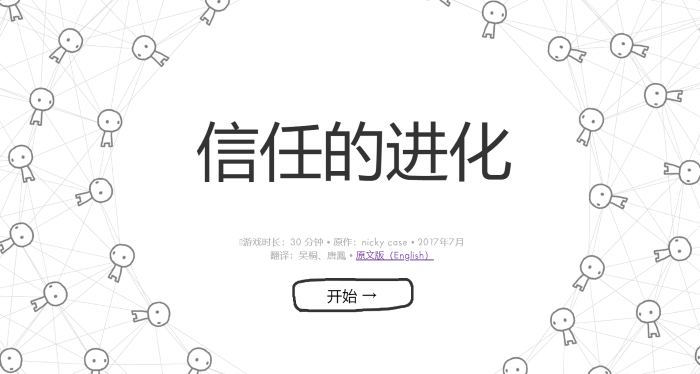 信任的进化
游戏时长：30 分钟 • 原作：nicky case • 2017年7月
翻译：吴桐、唐鳳 • 原文版（English）
开始 →